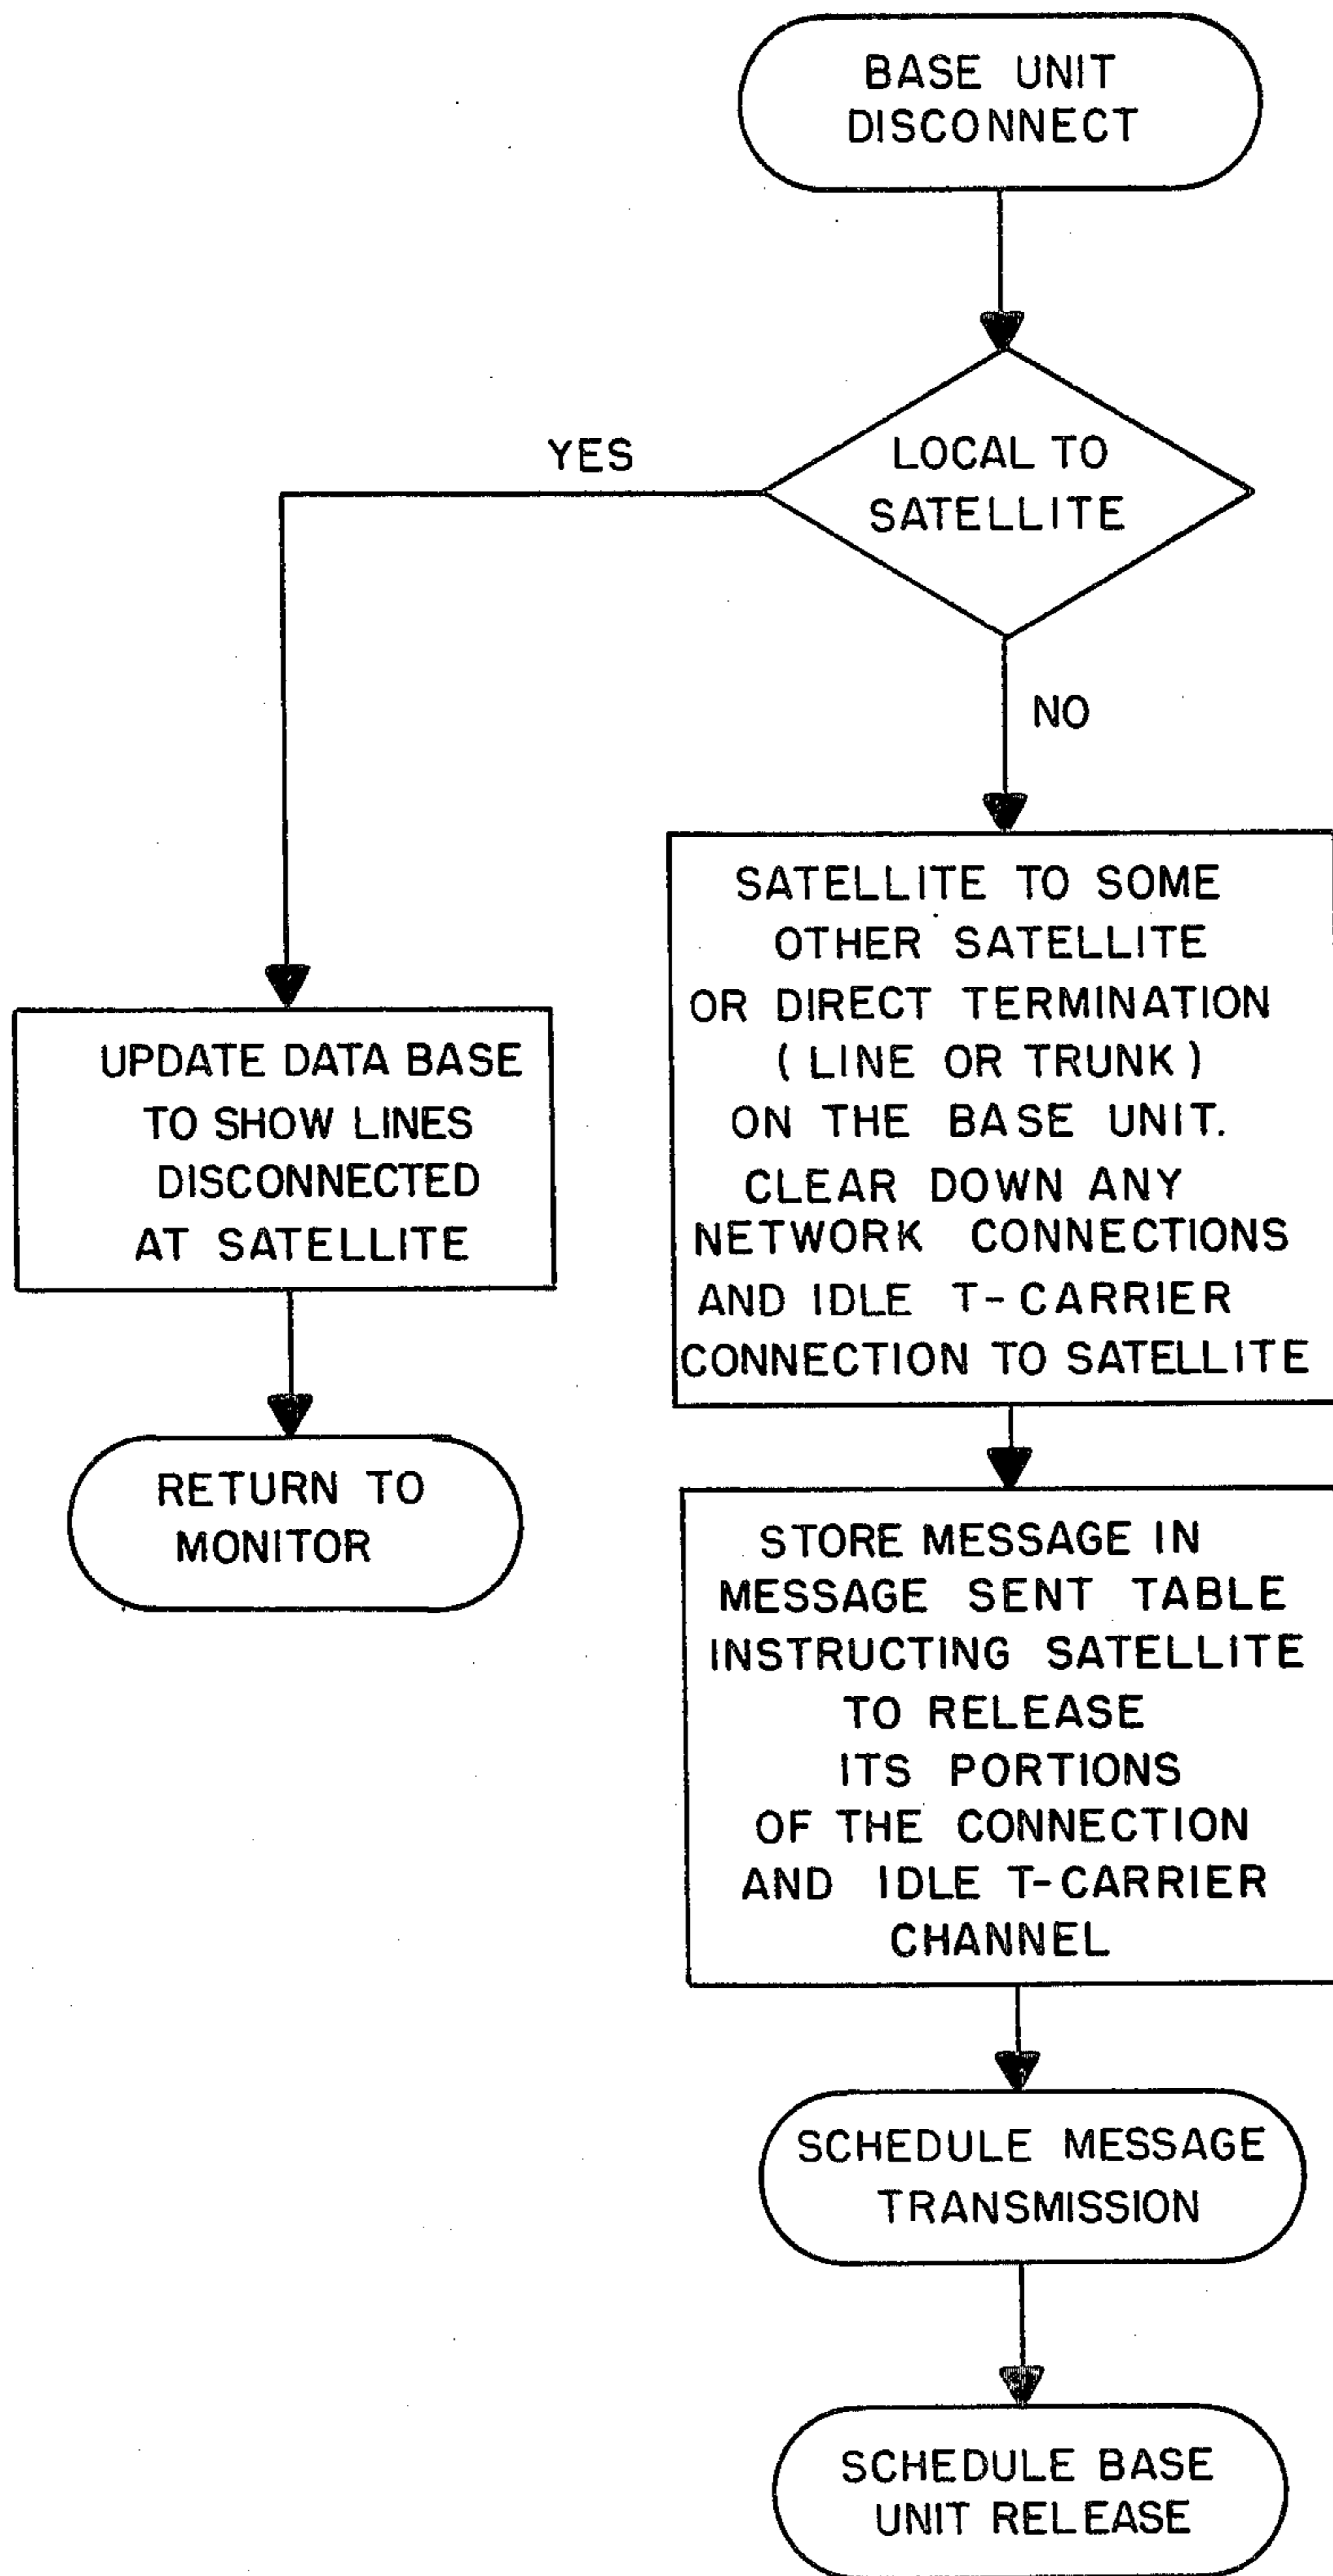 BASE UNIT
DISCONNECT
LOCAL TO
SATELLITE
YES
NO
UPDATE DATA BASE
TO SHOW LINES
DISCONNECTED
AT SATELLITE
RETURN TO
MONITOR
SATELLITE TO SOME
OTHER SATELLITE
OR DIRECT TERMINATION
( LINE OR TRUNK )
ON THE BASE UNIT.
CLEAR DOWN ANY
NETWORK CONNECTIONS
AND IDLE T-CARRIER
CONNECTION TO SATELLITE
STORE MESSAGE IN
MESSAGE SENT TABLE
INSTRUCTING SATELLITE
TO RELEASE
ITS PORTIONS
OF THE CONNECTION
AND IDLE T-CARRIER
CHANNEL
SCHEDULE MESSAGE
TRANSMISSION
SCHEDULE BASE
UNIT RELEASE